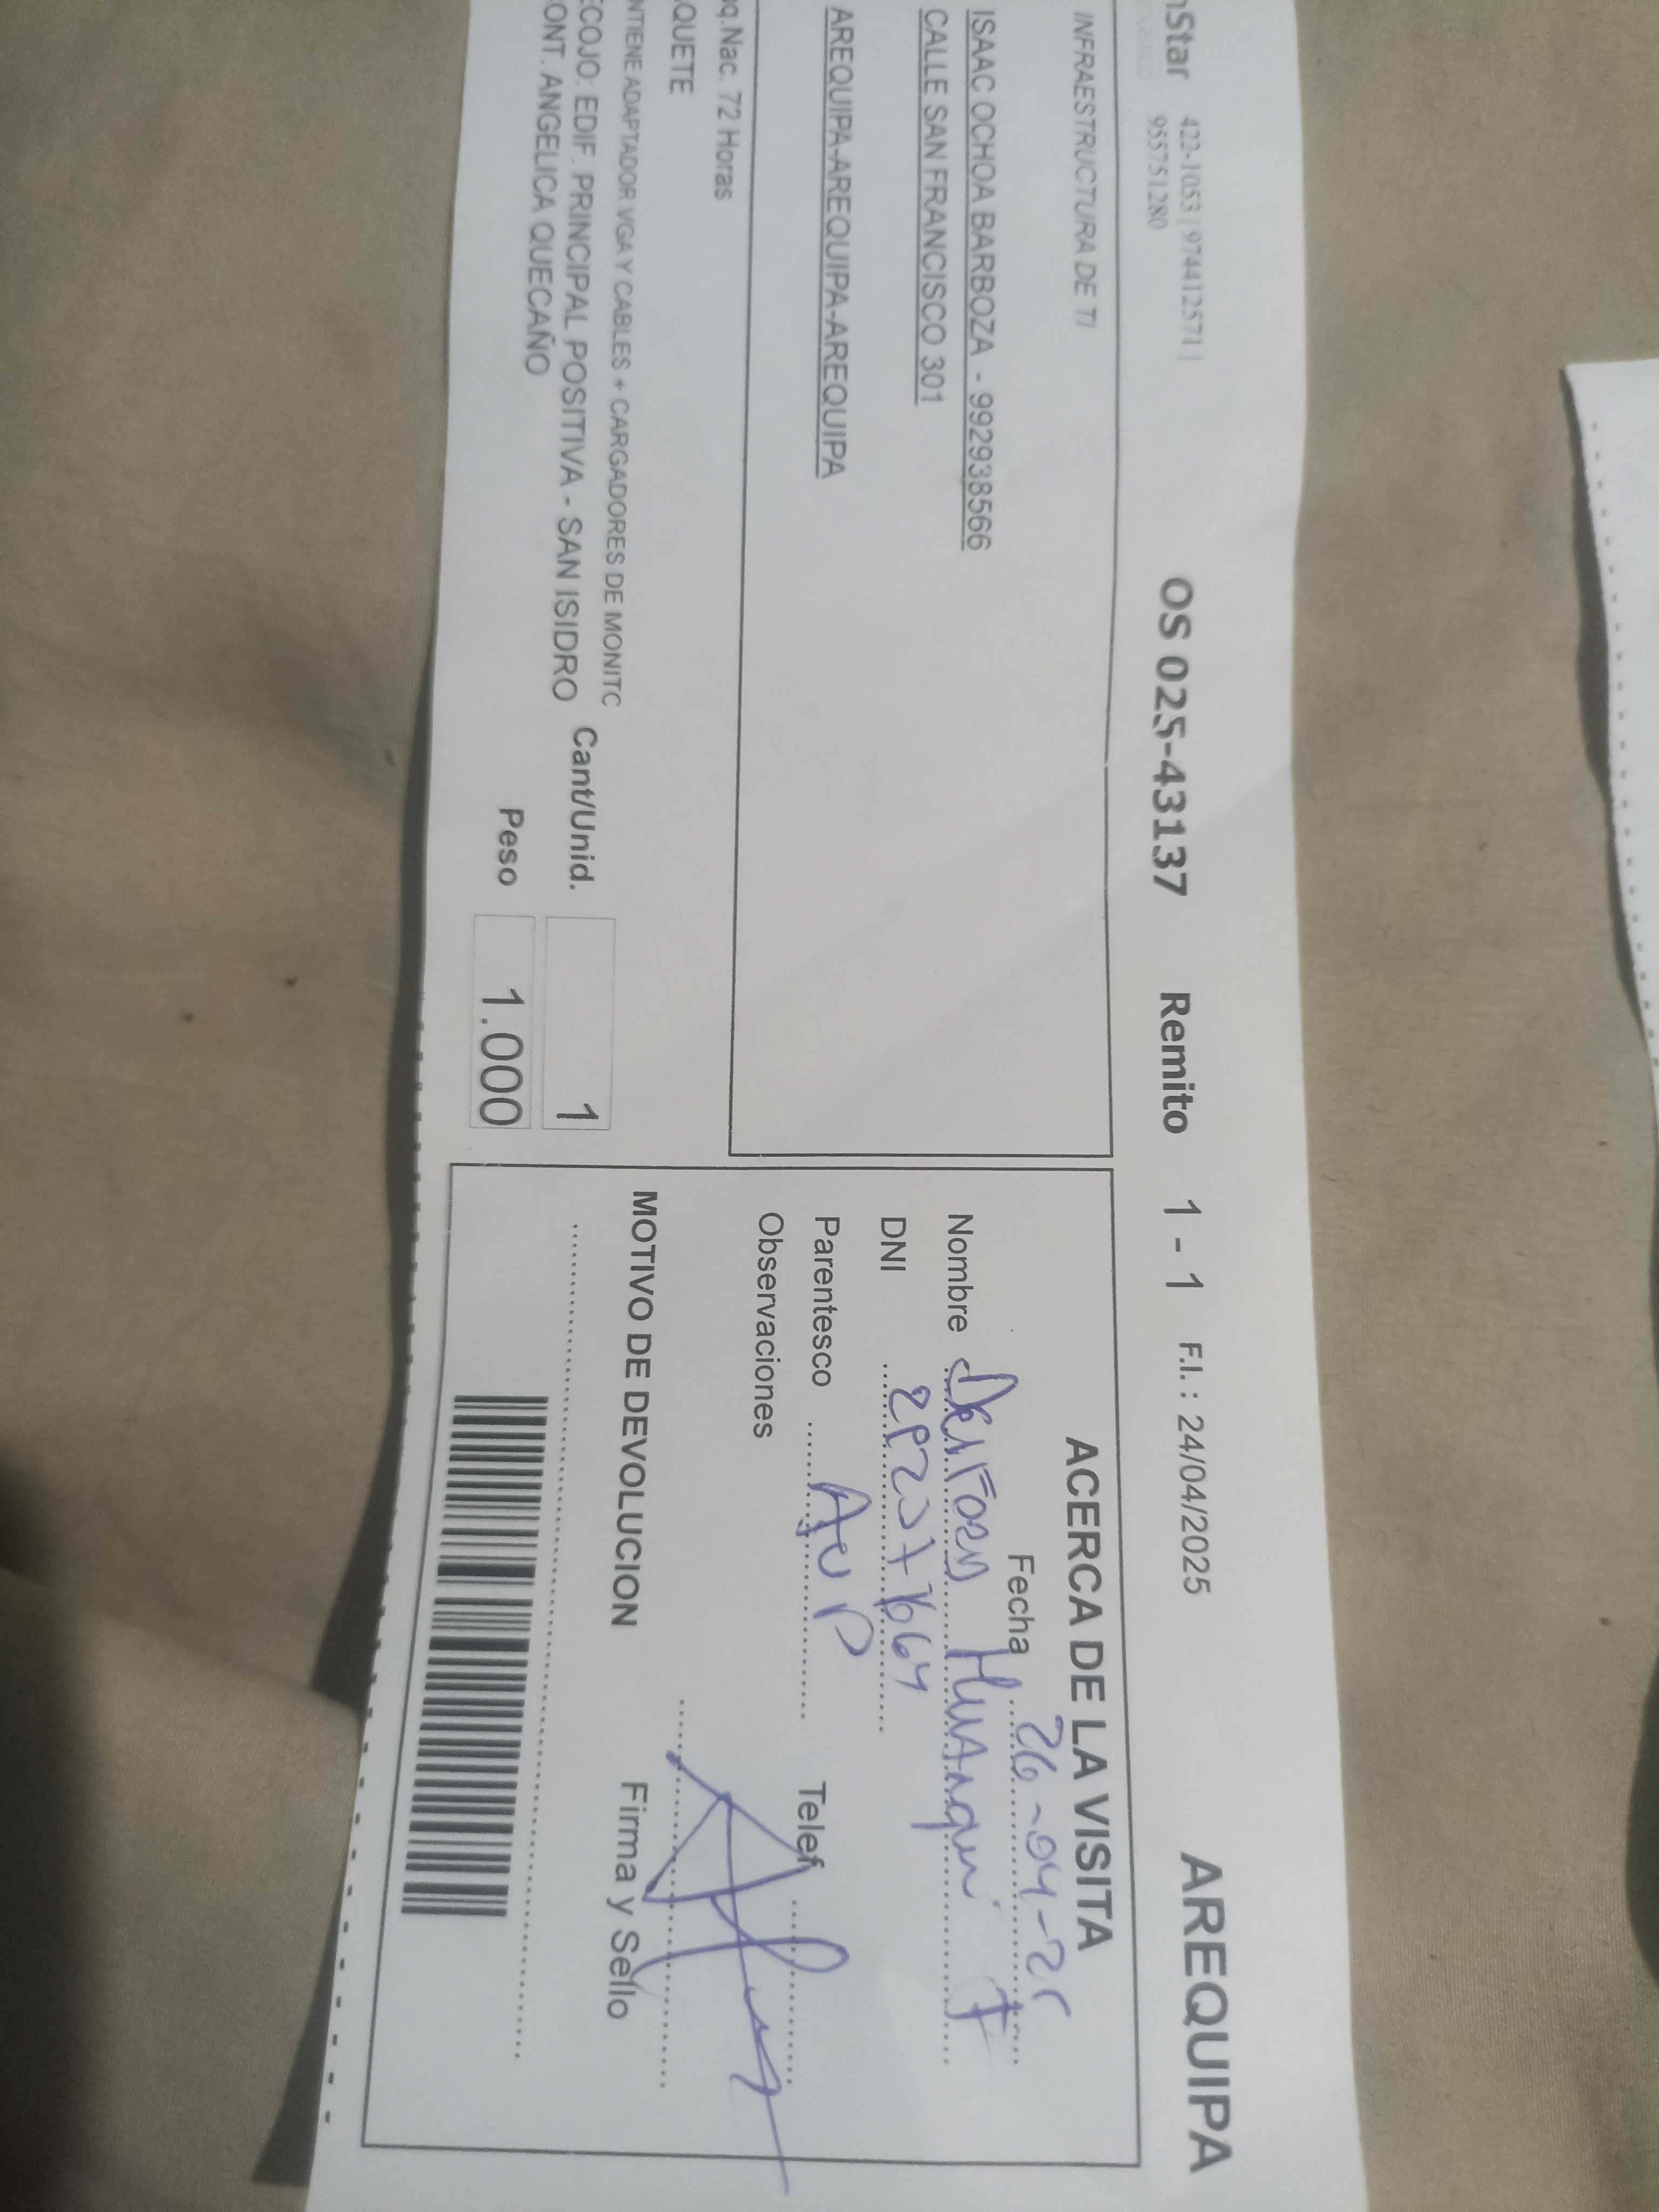 nStar 422-1053 | 974412571 |
955751280
OS 025-43137 Remito 1 - 1 F.I. : 24/04/2025 AREQUIPA
INFRAESTRUCTURA DE TI
ISAAC OCHOA BARBOZA - 992938566
CALLE SAN FRANCISCO 301
AREQUIPA-AREQUIPA-AREQUIPA
q.Nac. 72 Horas
QUETE
NTIENE ADAPTADOR VGA Y CABLES + CARGADORES DE MONITC
ECOJO: EDIF. PRINCIPAL POSITIVA - SAN ISIDRO
ONT. ANGELICA QUECAÑO
Cant/Unid. 1
Peso 1.000
ACERCA DE LA VISITA
Fecha 26-04-25
Nombre Huanqui F
DNI
Parentesco
Telef
Observaciones
MOTIVO DE DEVOLUCION
Firma y Sello